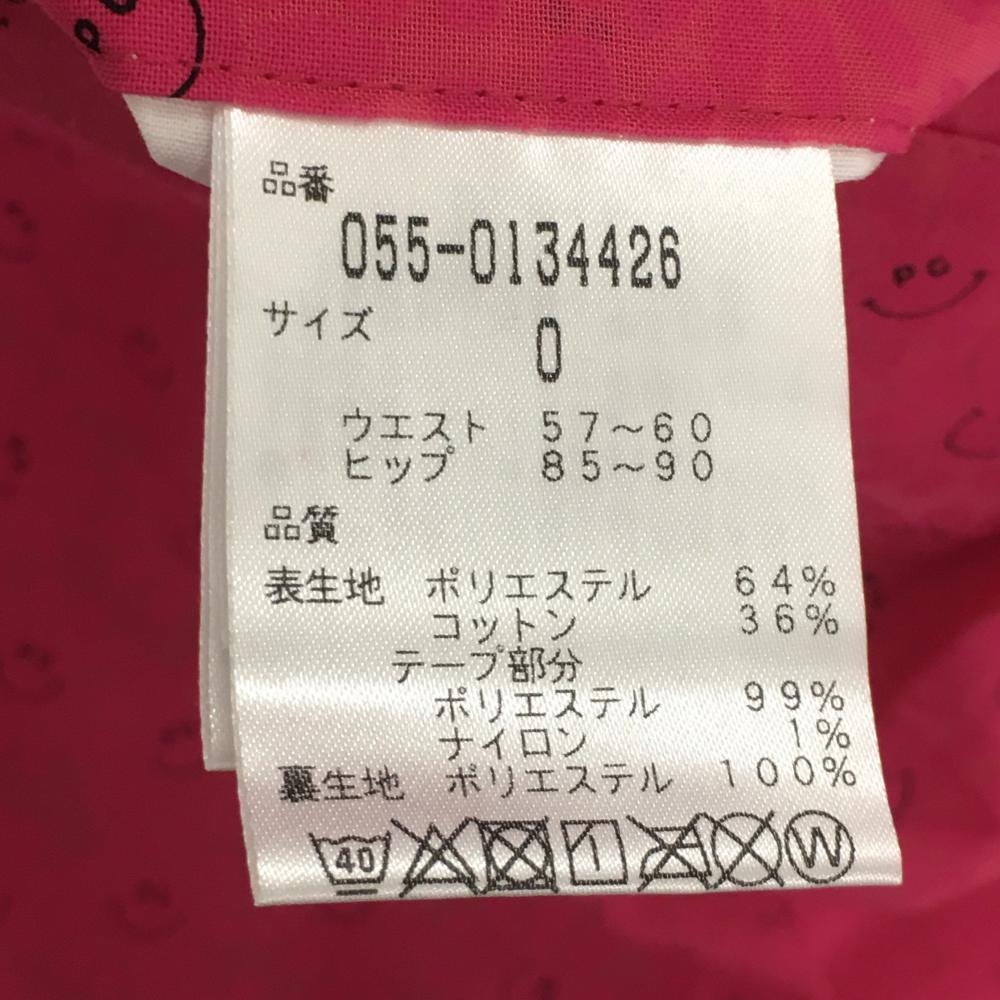 品番
055-0134426
サイズ
0
ウエスト 57～60
ヒップ 85～90
品質
表生地 ポリエステル 64%
コットン 36%
テープ部分
ポリエステル 99%
ナイロン 1%
裏生地 ポリエステル 100%
40 W